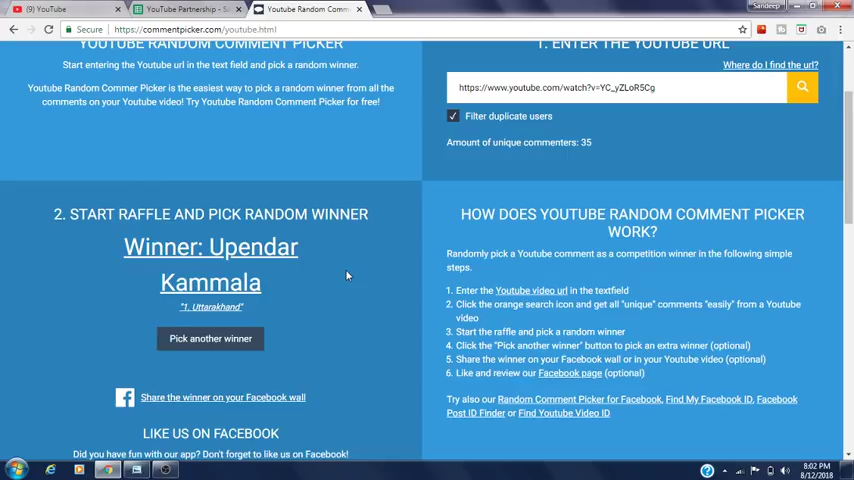 (9) YouTube
YouTube Partnership - Sa
Youtube Random Comm
Sandeep
Secure
https://commentpicker.com/youtube.html
YOUTUBE RANDOM COMMENT PICKER
Start entering the Youtube url in the text field and pick a random winner.
Youtube Random Commer Picker is the easiest way to pick a random winner from all the
comments on your Youtube video! Try Youtube Random Comment Picker for free!
1. ENTER THE YOUTUBE URL
Where do I find the url?
https://www.youtube.com/watch?v=YC_yZLoR5Cg
Filter duplicate users
Amount of unique commenters: 35
2. START RAFFLE AND PICK RANDOM WINNER
Winner: Upendar
Kammala
"1. Uttarakhand"
Pick another winner
Share the winner on your Facebook wall
LIKE US ON FACEBOOK
Did you have fun with our app? Don't forget to like us on Facebook!
HOW DOES YOUTUBE RANDOM COMMENT PICKER
WORK?
Randomly pick a Youtube comment as a competition winner in the following simple
steps.
1. Enter the Youtube video url in the textfield
2. Click the orange search icon and get all "unique" comments "easily" from a Youtube
video
3. Start the raffle and pick a random winner
4. Click the "Pick another winner" button to pick an extra winner (optional)
5. Share the winner on your Facebook wall or in your Youtube video (optional)
6. Like and review our Facebook page (optional)
Try also our Random Comment Picker for Facebook, Find My Facebook ID, Facebook
Post ID Finder or Find Youtube Video ID
8:02 PM
8/12/2018